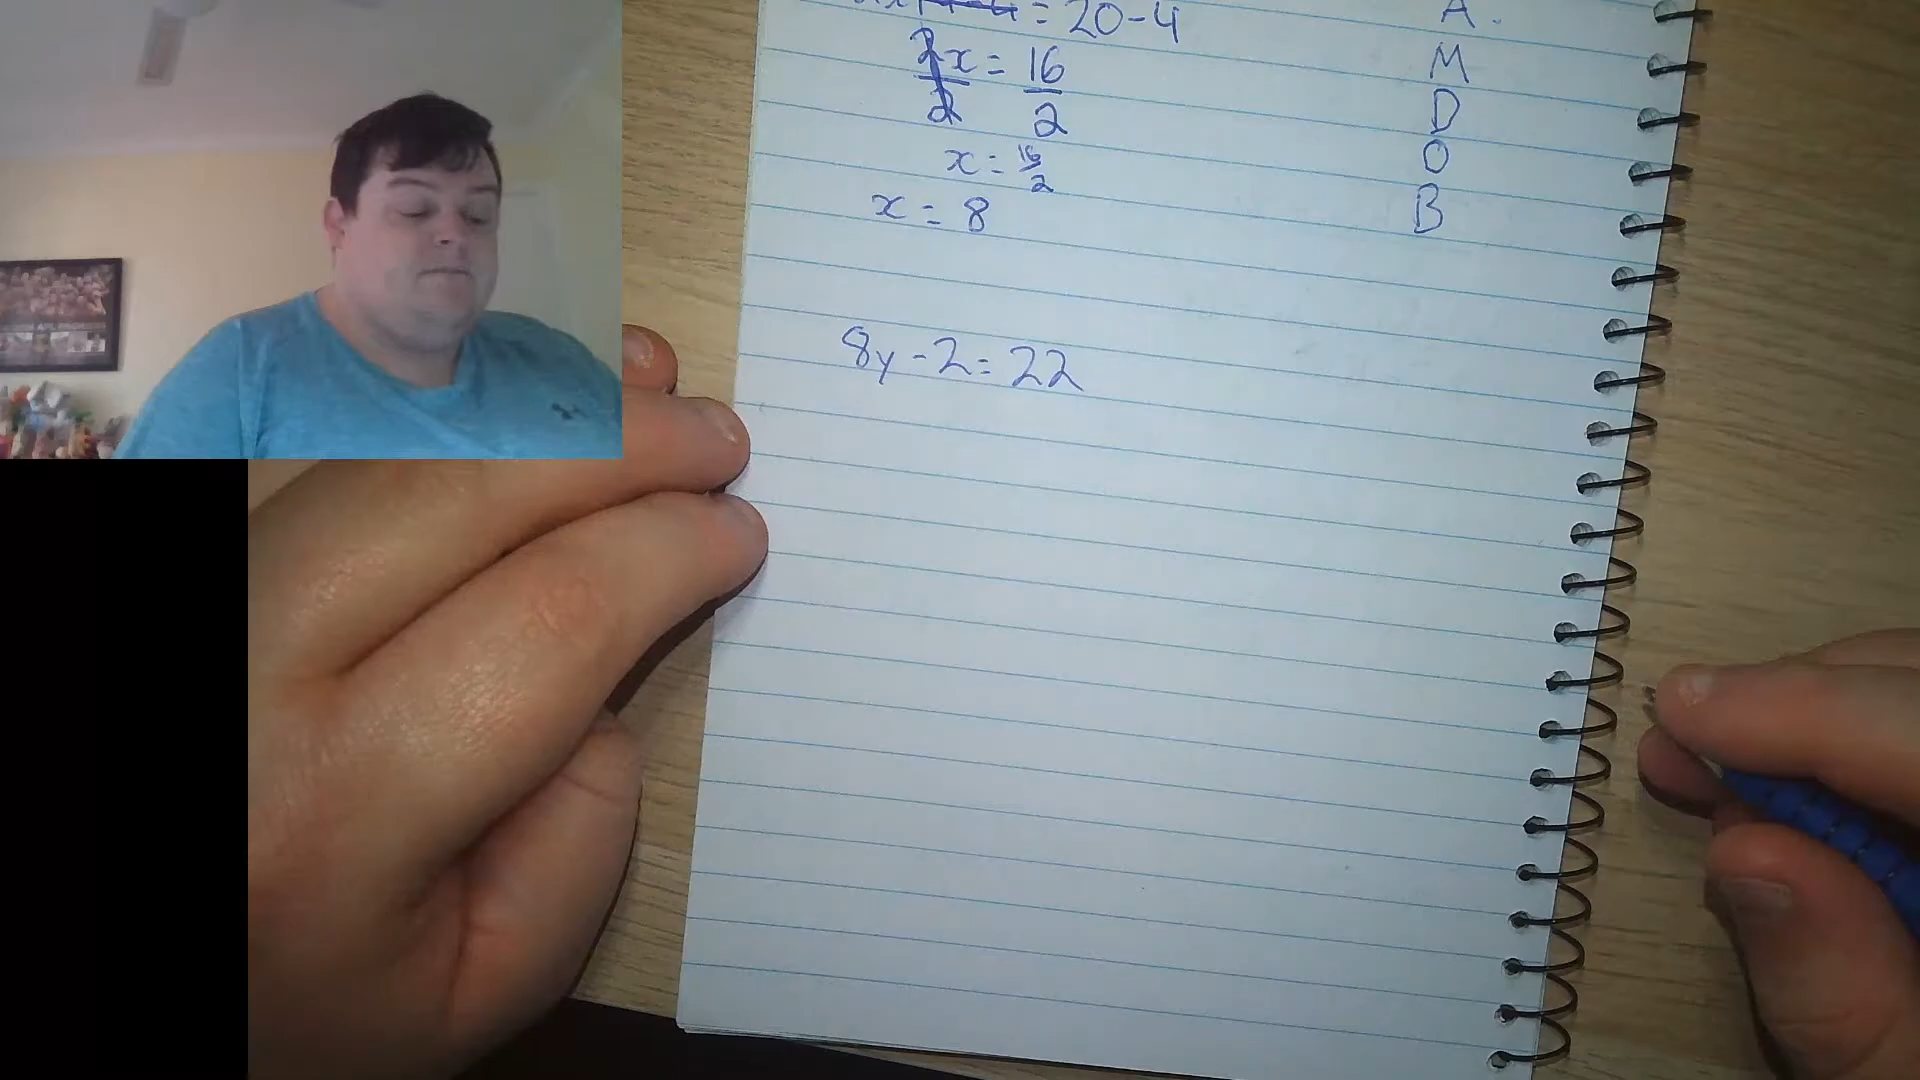 = 20-4
2x = 16
2 2
x = 16
2
x = 8
A.
M
D
O
B
8y - 2 = 22